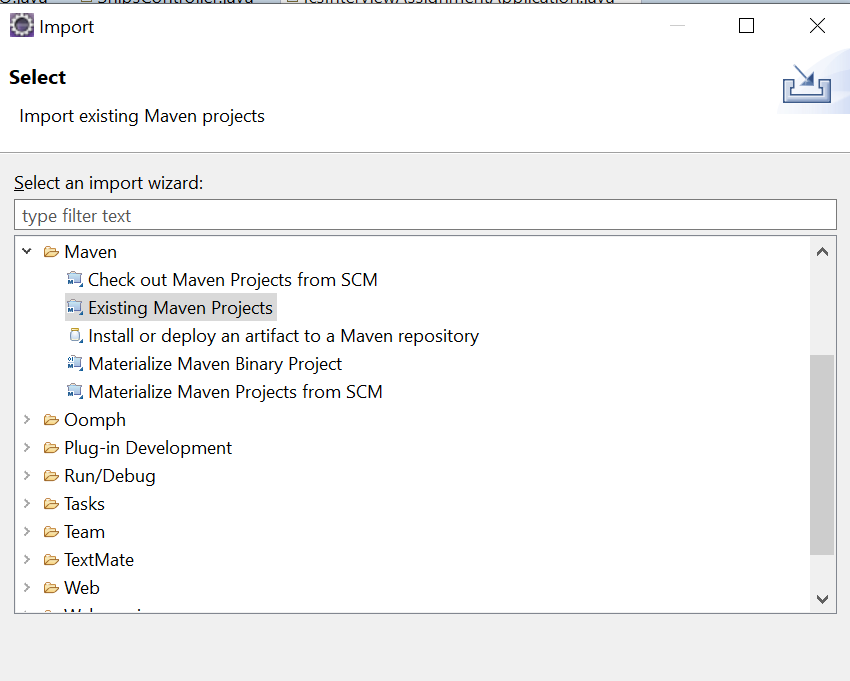 Import
Select
Import existing Maven projects
Select an import wizard:
type filter text
Maven
Check out Maven Projects from SCM
Existing Maven Projects
Install or deploy an artifact to a Maven repository
Materialize Maven Binary Project
Materialize Maven Projects from SCM
Oomph
Plug-in Development
Run/Debug
Tasks
Team
TextMate
Web